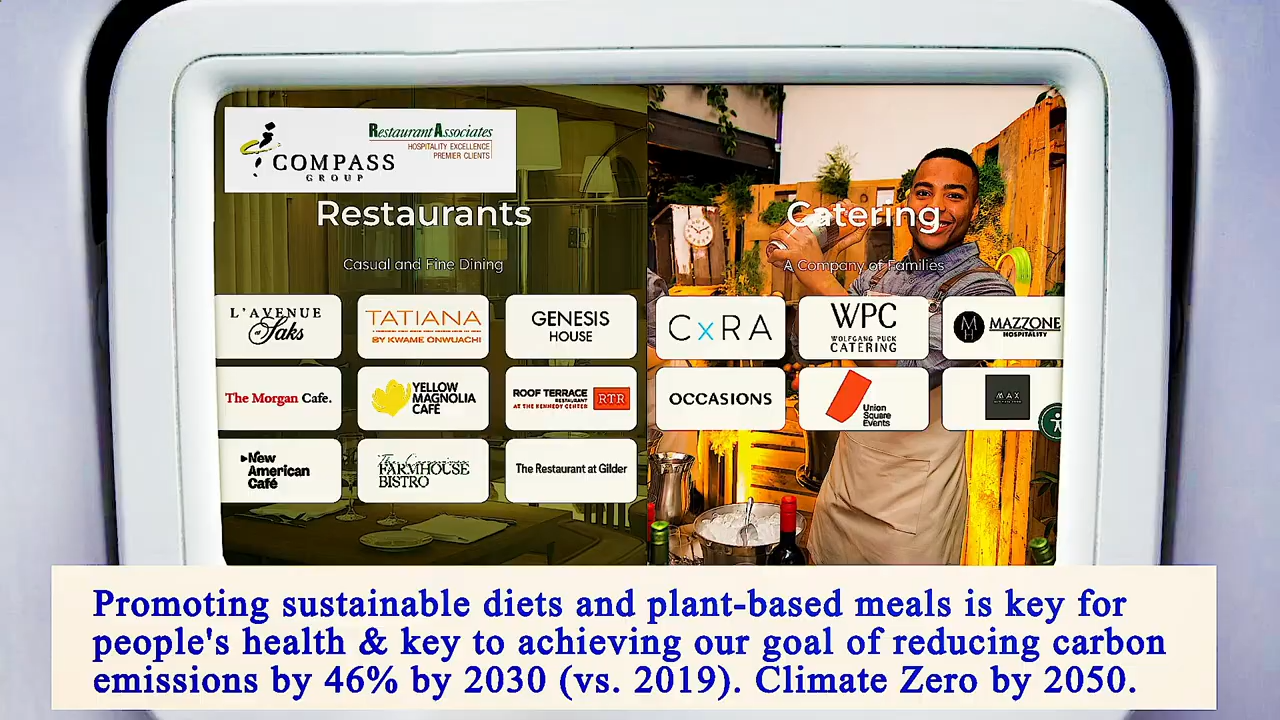 COMPASS
GROUP
Restaurant Associates
HOSPITALITY EXCELLENCE
PREMIER CLIENTS
Restaurants
Casual and Fine Dining
L'AVENUE
Saks
TATIANA
BY KWAME ONWUACHI
GENESIS
HOUSE
The Morgan Cafe.
YELLOW
MAGNOLIA
CAFÉ
ROOF TERRACE
RESTAURANT
AT THE KENNEDY CENTER
RTR
New
American
Café
FARMHOUSE
BISTRO
The Restaurant at Gilder
Catering
A Company of Families
CxRA
WPC
WOLFGANG PUCK
CATERING
MH
MAZZONE
HOSPITALITY
OCCASIONS
Union
Square
Events
MAX
Promoting sustainable diets and plant-based meals is key for
people's health & key to achieving our goal of reducing carbon
emissions by 46% by 2030 (vs. 2019). Climate Zero by 2050.